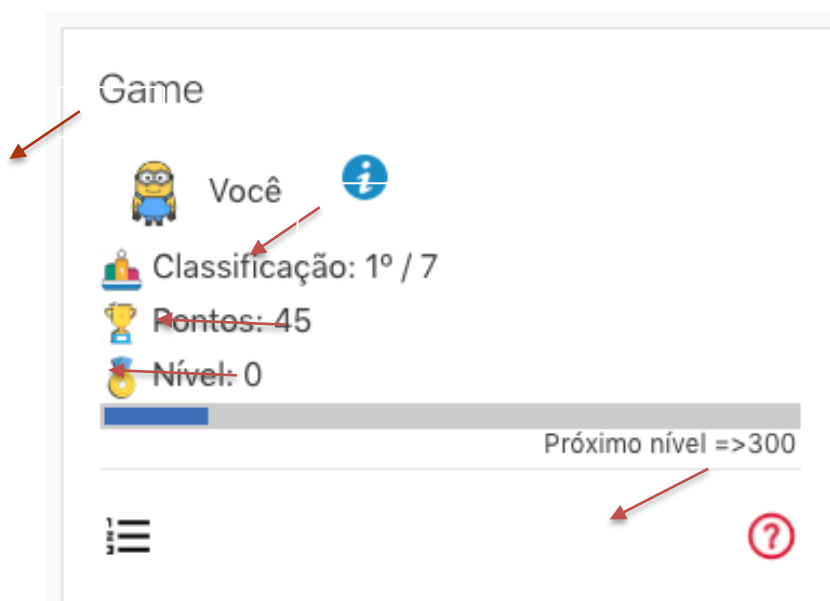 Game
Você
Classificação: 1º / 7
Pontos: 45
Nível: 0
Próximo nível =>300